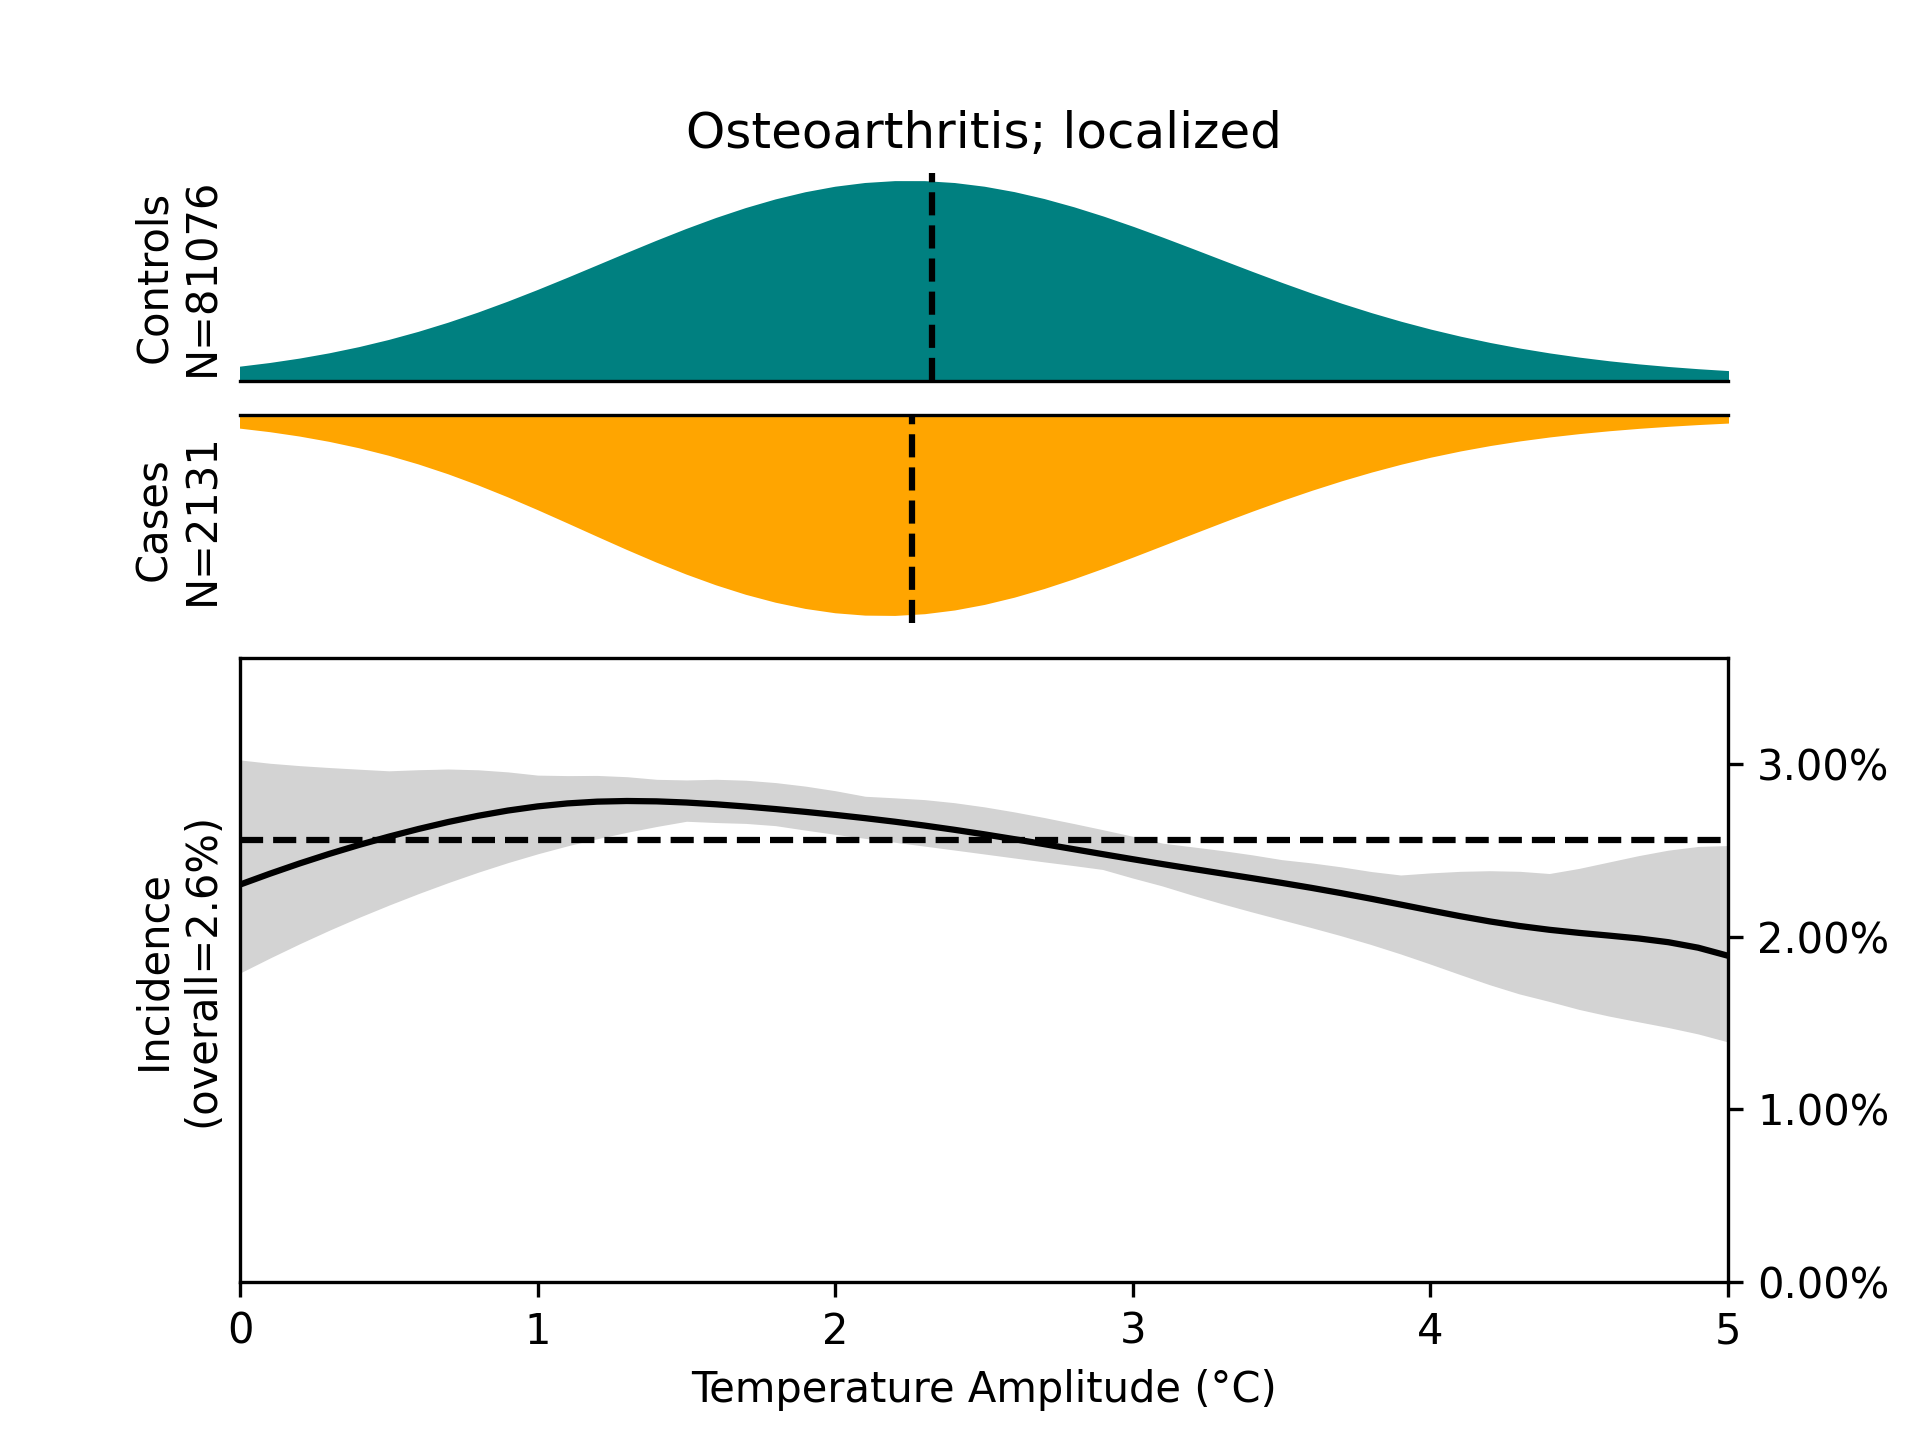 Osteoarthritis; localized
Controls
N=81076
Cases
N=2131
Incidence
(overall=2.6%)
3.00%
2.00%
1.00%
0.00%
0 1 2 3 4 5
Temperature Amplitude (°C)